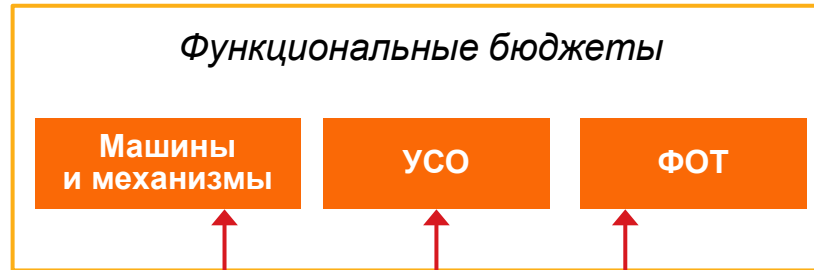 Функциональные бюджеты
Машины
и механизмы
УСО
ФОТ